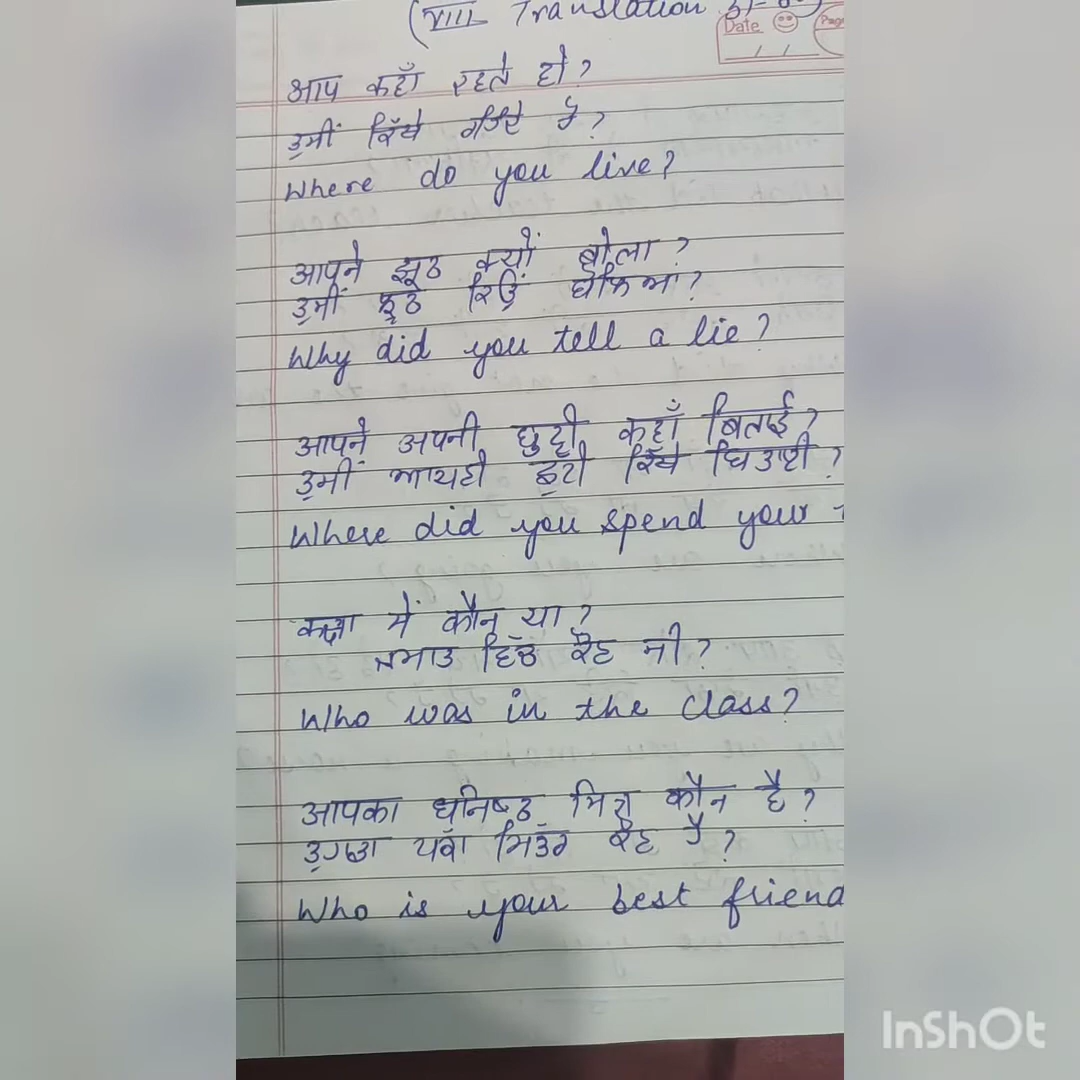 (VIII Translation
Date
Page
आप कहाँ रहते हो?
ਤੁਸੀਂ ਕਿੱਥੇ ਰਹਿੰਦੇ ਹੋ?
Where do you live?
आपने झूठ क्यों बोला?
ਤੁਸੀਂ ਝੂਠ ਕਿਉਂ ਬੋਲਿਆ?
Why did you tell a lie?
आपने अपनी छुट्टी कहाँ बिताई?
ਤੁਸੀਂ ਆਪਣੀ ਛੁਟੀ ਕਿੱਥੇ ਬਿਤਾਈ?
Where did you spend your
कक्षा में कौन था?
ਜਮਾਤ ਵਿੱਚ ਕੌਣ ਸੀ?
Who was in the class?
आपका घनिष्ठ मित्र कौन है?
ਤੁਹਾਡਾ ਪੱਕਾ ਮਿੱਤਰ ਕੌਣ ਹੈ?
Who is your best friend
InShOt